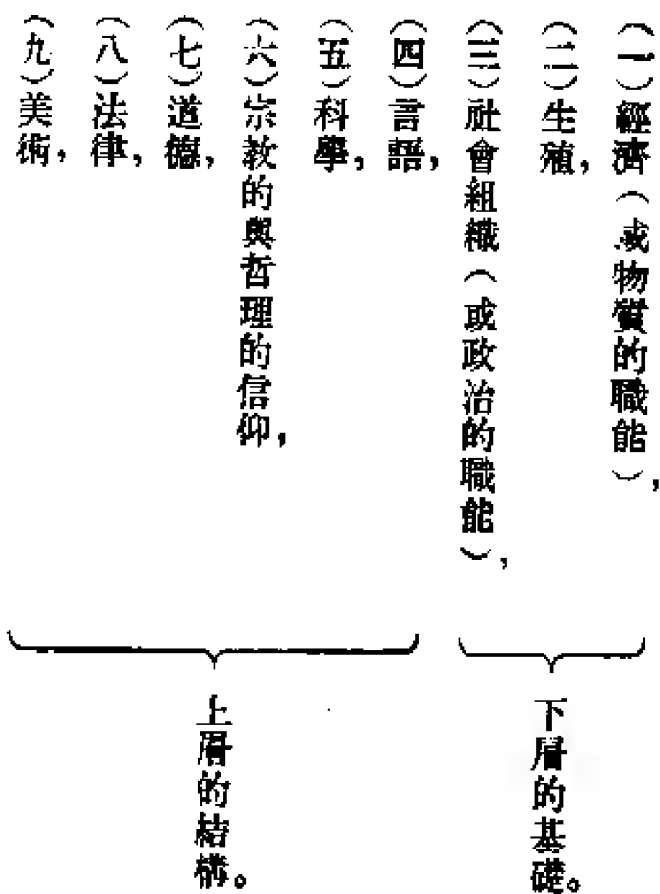 (一)經濟(或物質的職能),
(二)生殖,
(三)社會組織(或政治的職能),
下層的基礎。
(四)言語,
(五)科學,
(六)宗教的與哲理的信仰,
(七)道德,
(八)法律,
(九)美術,
上層的結構。